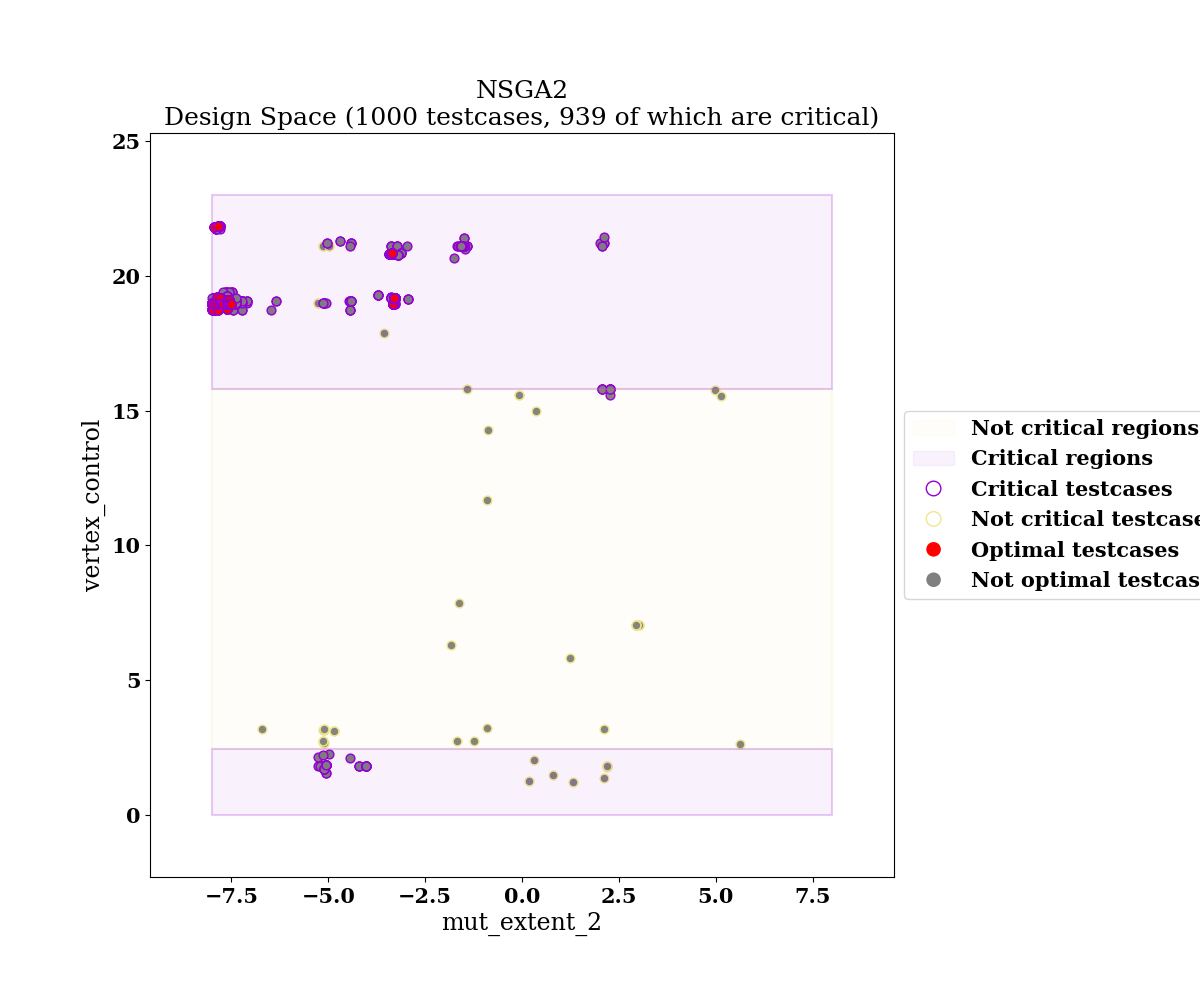 NSGA2
Design Space (1000 testcases, 939 of which are critical)
25
20
15
10
5
0
vertex_control
−7.5 −5.0 −2.5 0.0 2.5 5.0 7.5
mut_extent_2
Not critical regions
Critical regions
Critical testcases
Not critical testcase
Optimal testcases
Not optimal testcas